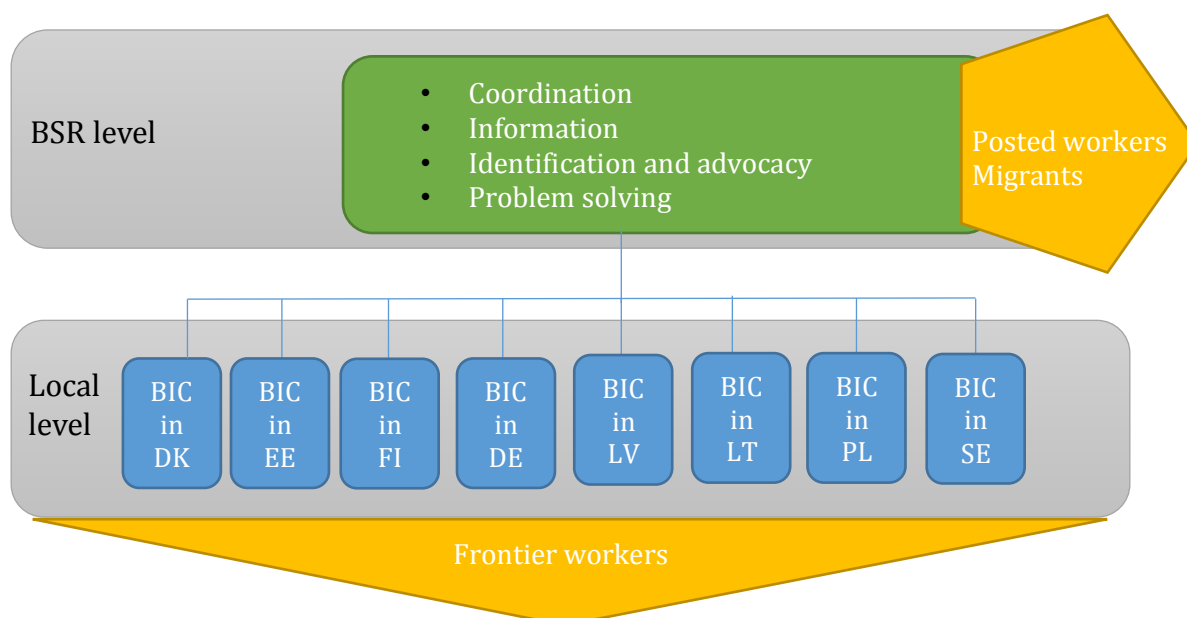 BSR level
• Coordination
• Information
• Identification and advocacy
• Problem solving
Posted workers
Migrants
Local
level
BIC
in
DK
BIC
in
EE
BIC
in
FI
BIC
in
DE
BIC
in
LV
BIC
in
LT
BIC
in
PL
BIC
in
SE
Frontier workers